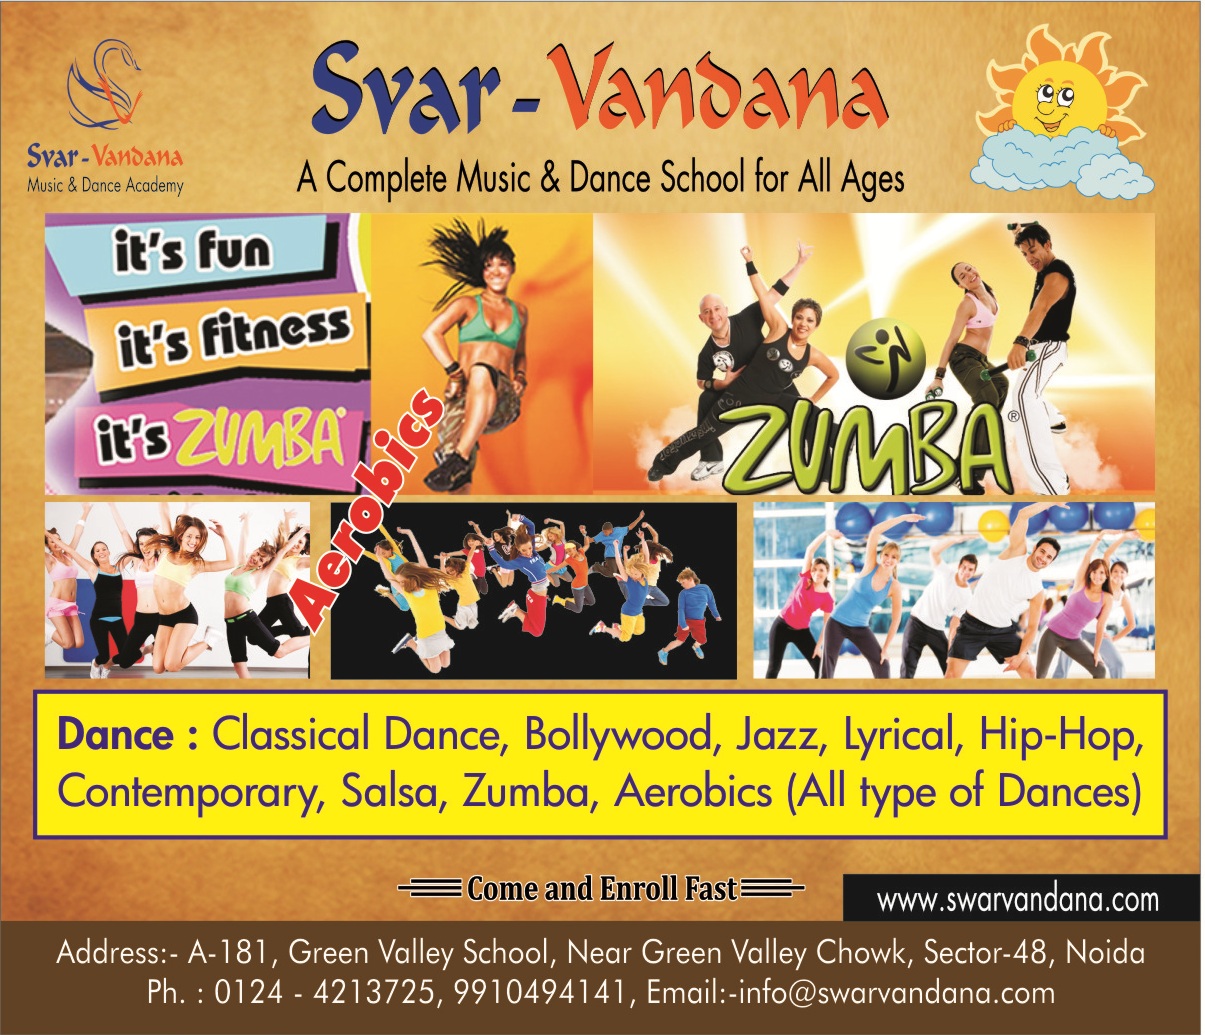 Svar - Vandana
Svar - Vandana
Music & Dance Academy
A Complete Music & Dance School for All Ages
it's fun
it's fitness
it's ZUMBA®
Aerobics
ZUMBA®
Dance : Classical Dance, Bollywood, Jazz, Lyrical, Hip-Hop,
Contemporary, Salsa, Zumba, Aerobics (All type of Dances)
Come and Enroll Fast
www.swarvandana.com
Address:- A-181, Green Valley School, Near Green Valley Chowk, Sector-48, Noida
Ph. : 0124 - 4213725, 9910494141, Email:-info@swarvandana.com